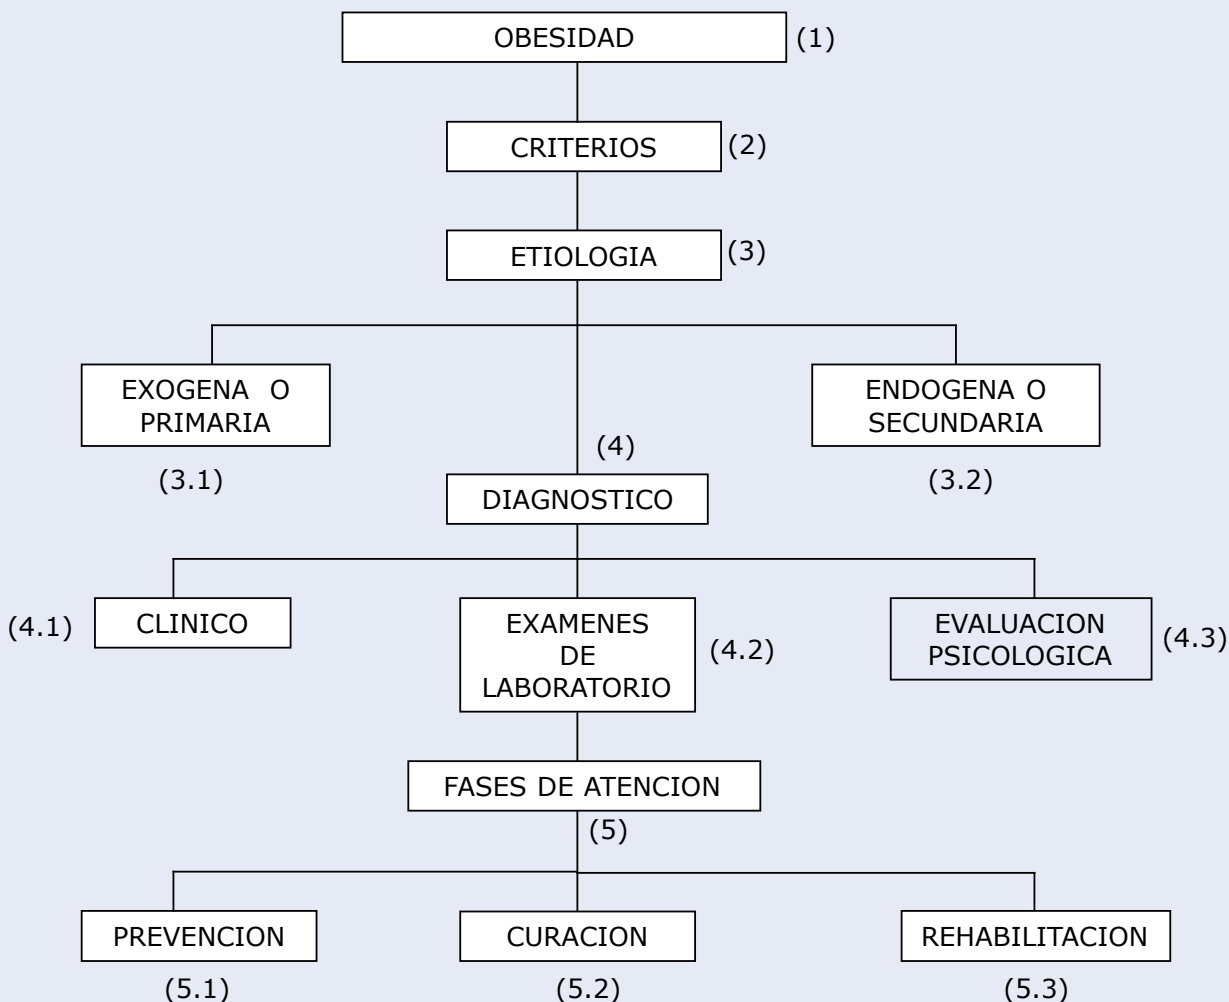 OBESIDAD (1)
CRITERIOS (2)
ETIOLOGIA (3)
EXOGENA O
PRIMARIA
(3.1)
ENDOGENA O
SECUNDARIA
(3.2)
(4)
DIAGNOSTICO
(4.1) CLINICO
EXAMENES
DE
LABORATORIO
(4.2)
EVALUACION
PSICOLOGICA
(4.3)
FASES DE ATENCION
(5)
PREVENCION
(5.1)
CURACION
(5.2)
REHABILITACION
(5.3)